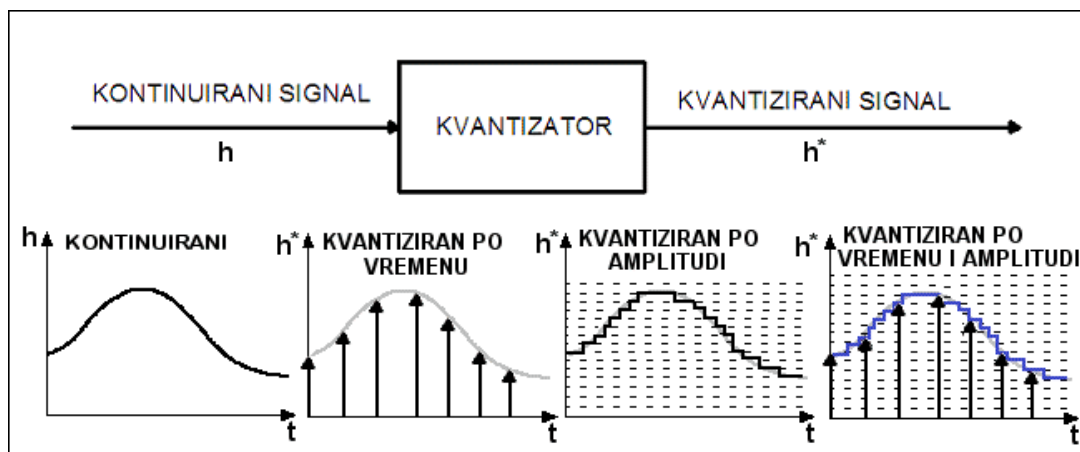 KONTINUIRANI SIGNAL
KVANTIZATOR
KVANTIZIRANI SIGNAL
h
h*
h
KONTINUIRANI
t
h*
KVANTIZIRAN PO
VREMENU
t
h*
KVANTIZIRAN PO
AMPLITUDI
t
h*
KVANTIZIRAN PO
VREMENU I AMPLITUDI
t